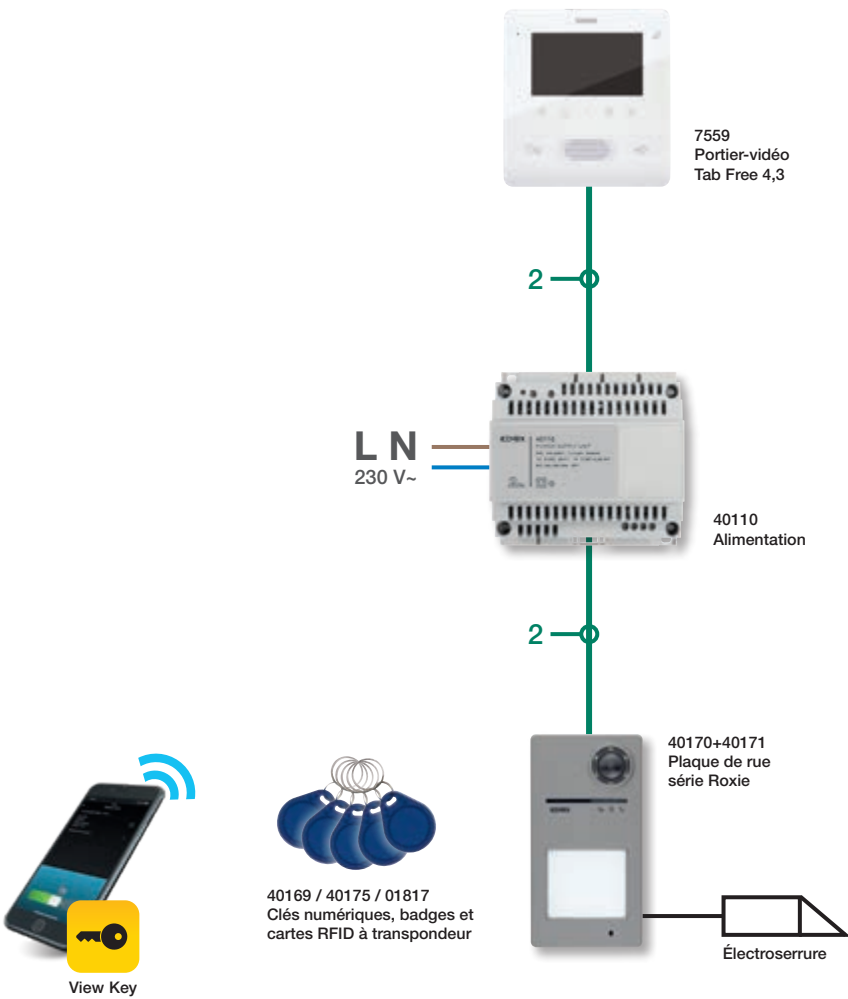 7559
Portier-vidéo
Tab Free 4,3
2
L N
230 V~
40110
40110
Alimentation
2
40170+40171
Plaque de rue
série Roxie
40169 / 40175 / 01817
Clés numériques, badges et
cartes RFID à transpondeur
Électroserrure
View Key